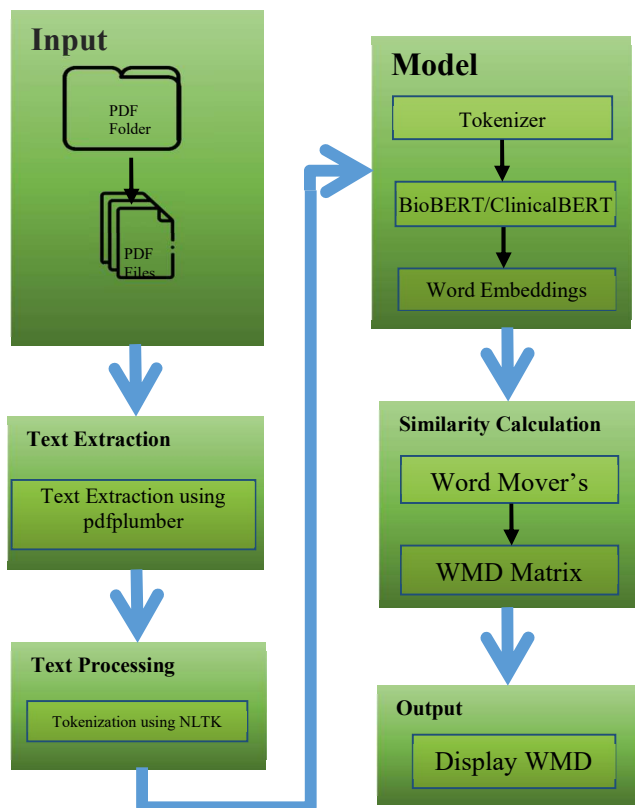 Input
PDF
Folder
PDF
Files
Text Extraction
Text Extraction using
pdfplumber
Text Processing
Tokenization using NLTK
Model
Tokenizer
BioBERT/ClinicalBERT
Word Embeddings
Similarity Calculation
Word Mover's
WMD Matrix
Output
Display WMD